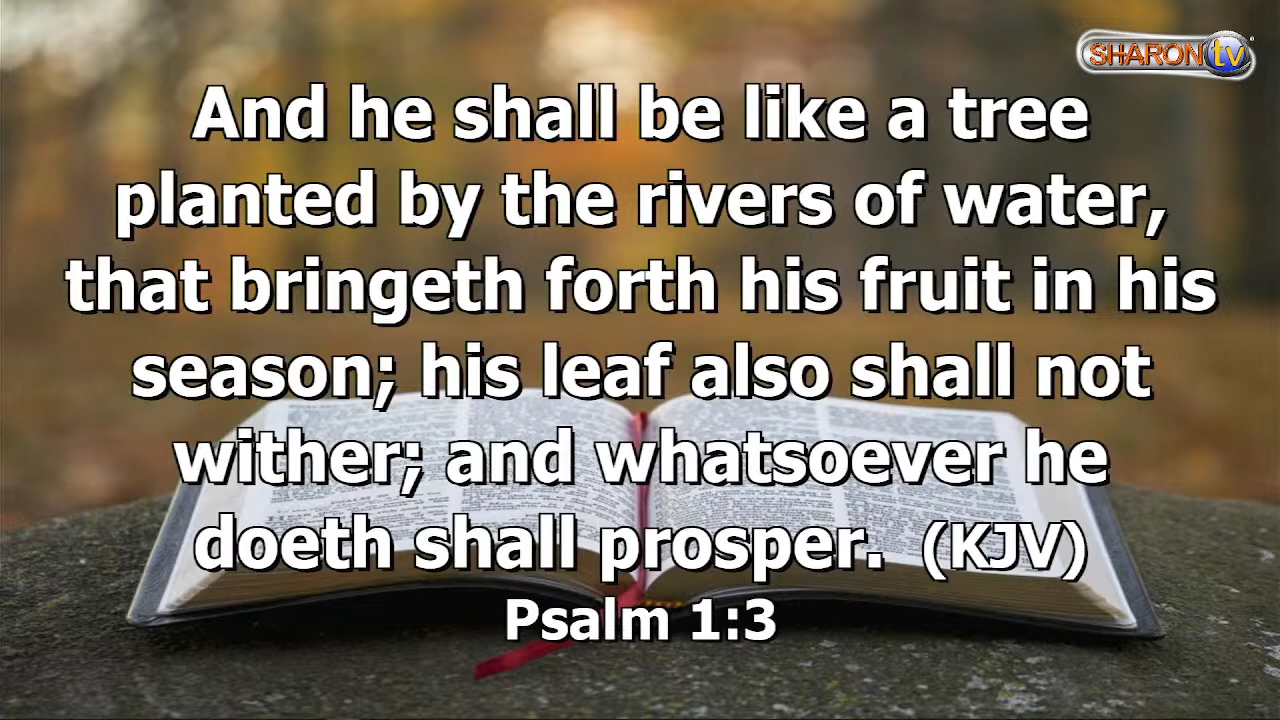 SHARON tv
And he shall be like a tree
planted by the rivers of water,
that bringeth forth his fruit in his
season; his leaf also shall not
wither; and whatsoever he
doeth shall prosper. (KJV)
Psalm 1:3